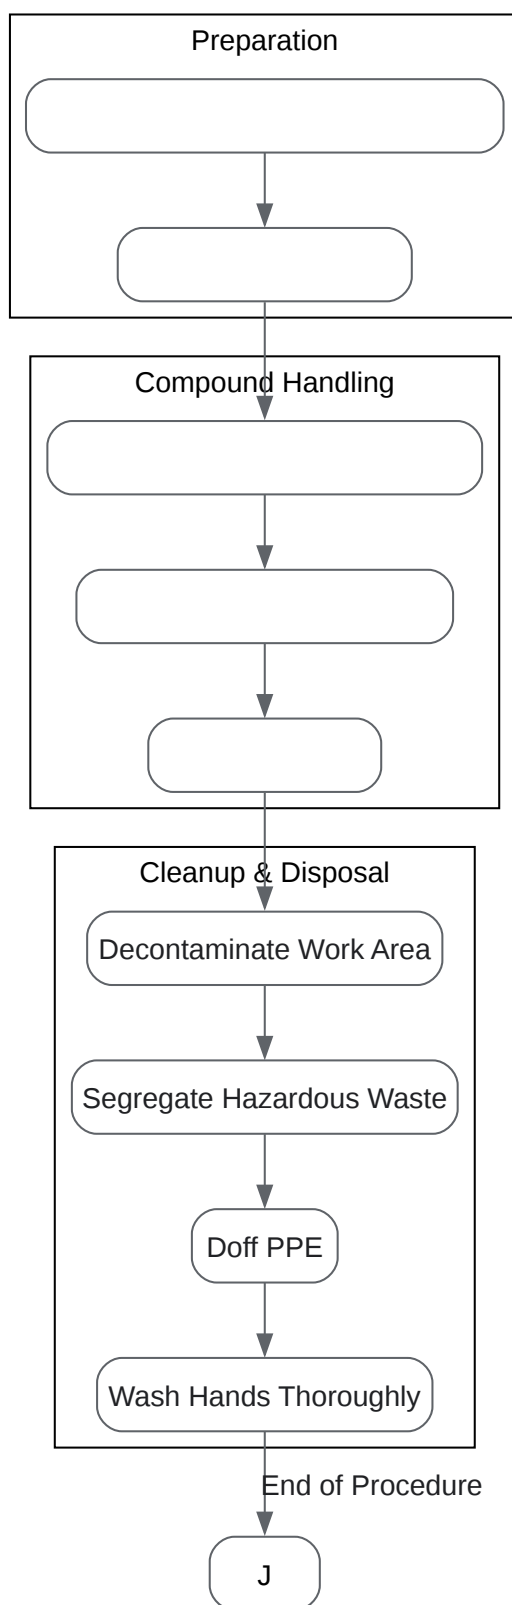 Preparation
Compound Handling
Cleanup & Disposal
Decontaminate Work Area
Segregate Hazardous Waste
Doff PPE
Wash Hands Thoroughly
End of Procedure
J